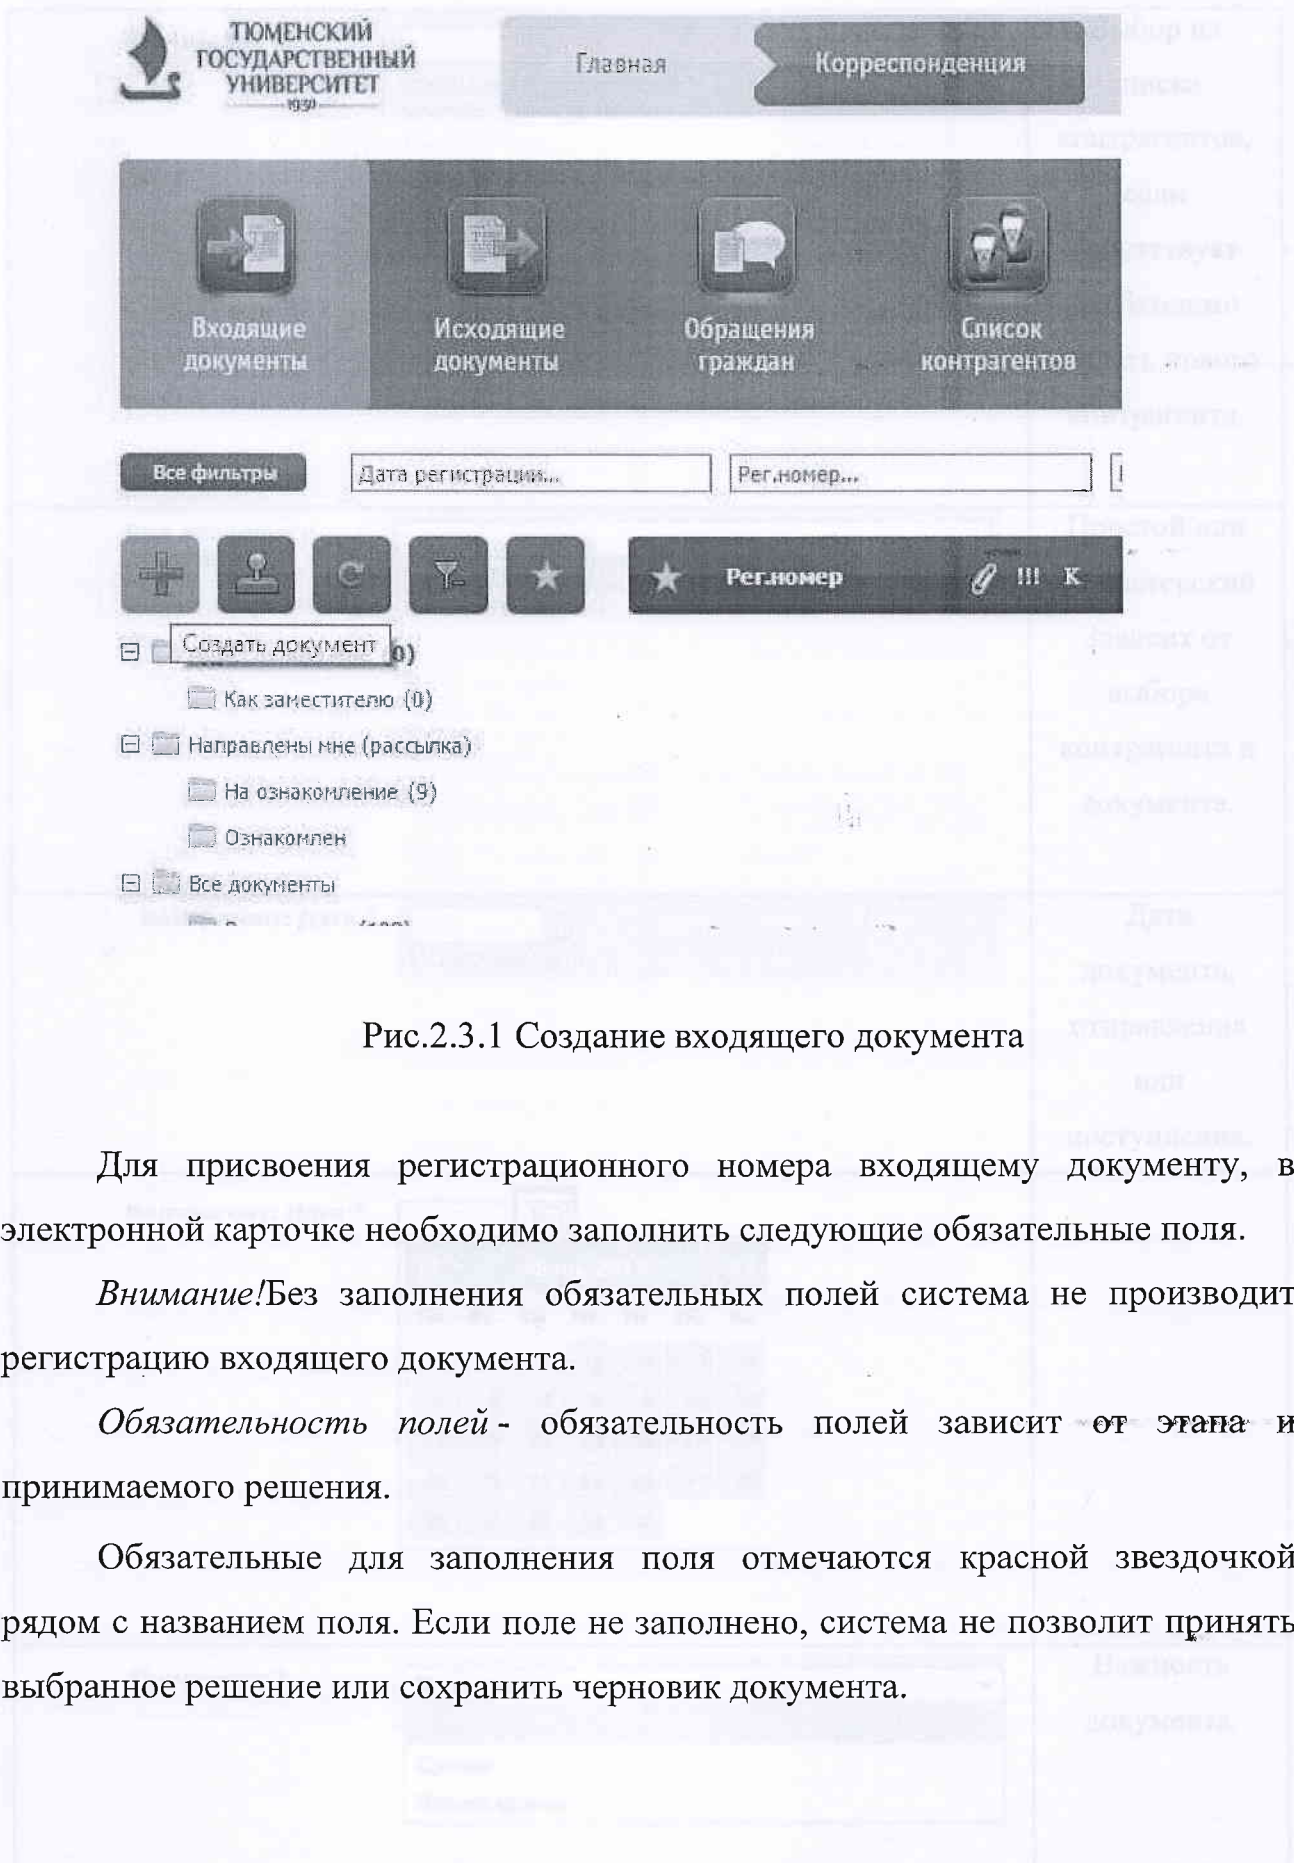 ТЮМЕНСКИЙ
ГОСУДАРСТВЕННЫЙ
УНИВЕРСИТЕТ
1930
Главная
Корреспонденция
Входящие
документы
Исходящие
документы
Обращения
граждан
Список
контрагентов
Все фильтры
Дата регистрации...
Рег.номер...
Рег.номер
!!! К
Создать документ
0)
Как заместителю (0)
Направлены мне (рассылка)
На ознакомление (9)
Ознакомлен
Все документы
Рис.2.3.1 Создание входящего документа
Для присвоения регистрационного номера входящему документу, в
электронной карточке необходимо заполнить следующие обязательные поля.
Внимание!Без заполнения обязательных полей система не производит
регистрацию входящего документа.
Обязательность полей - обязательность полей зависит от этапа и
принимаемого решения.
Обязательные для заполнения поля отмечаются красной звездочкой
рядом с названием поля. Если поле не заполнено, система не позволит принять
выбранное решение или сохранить черновик документа.